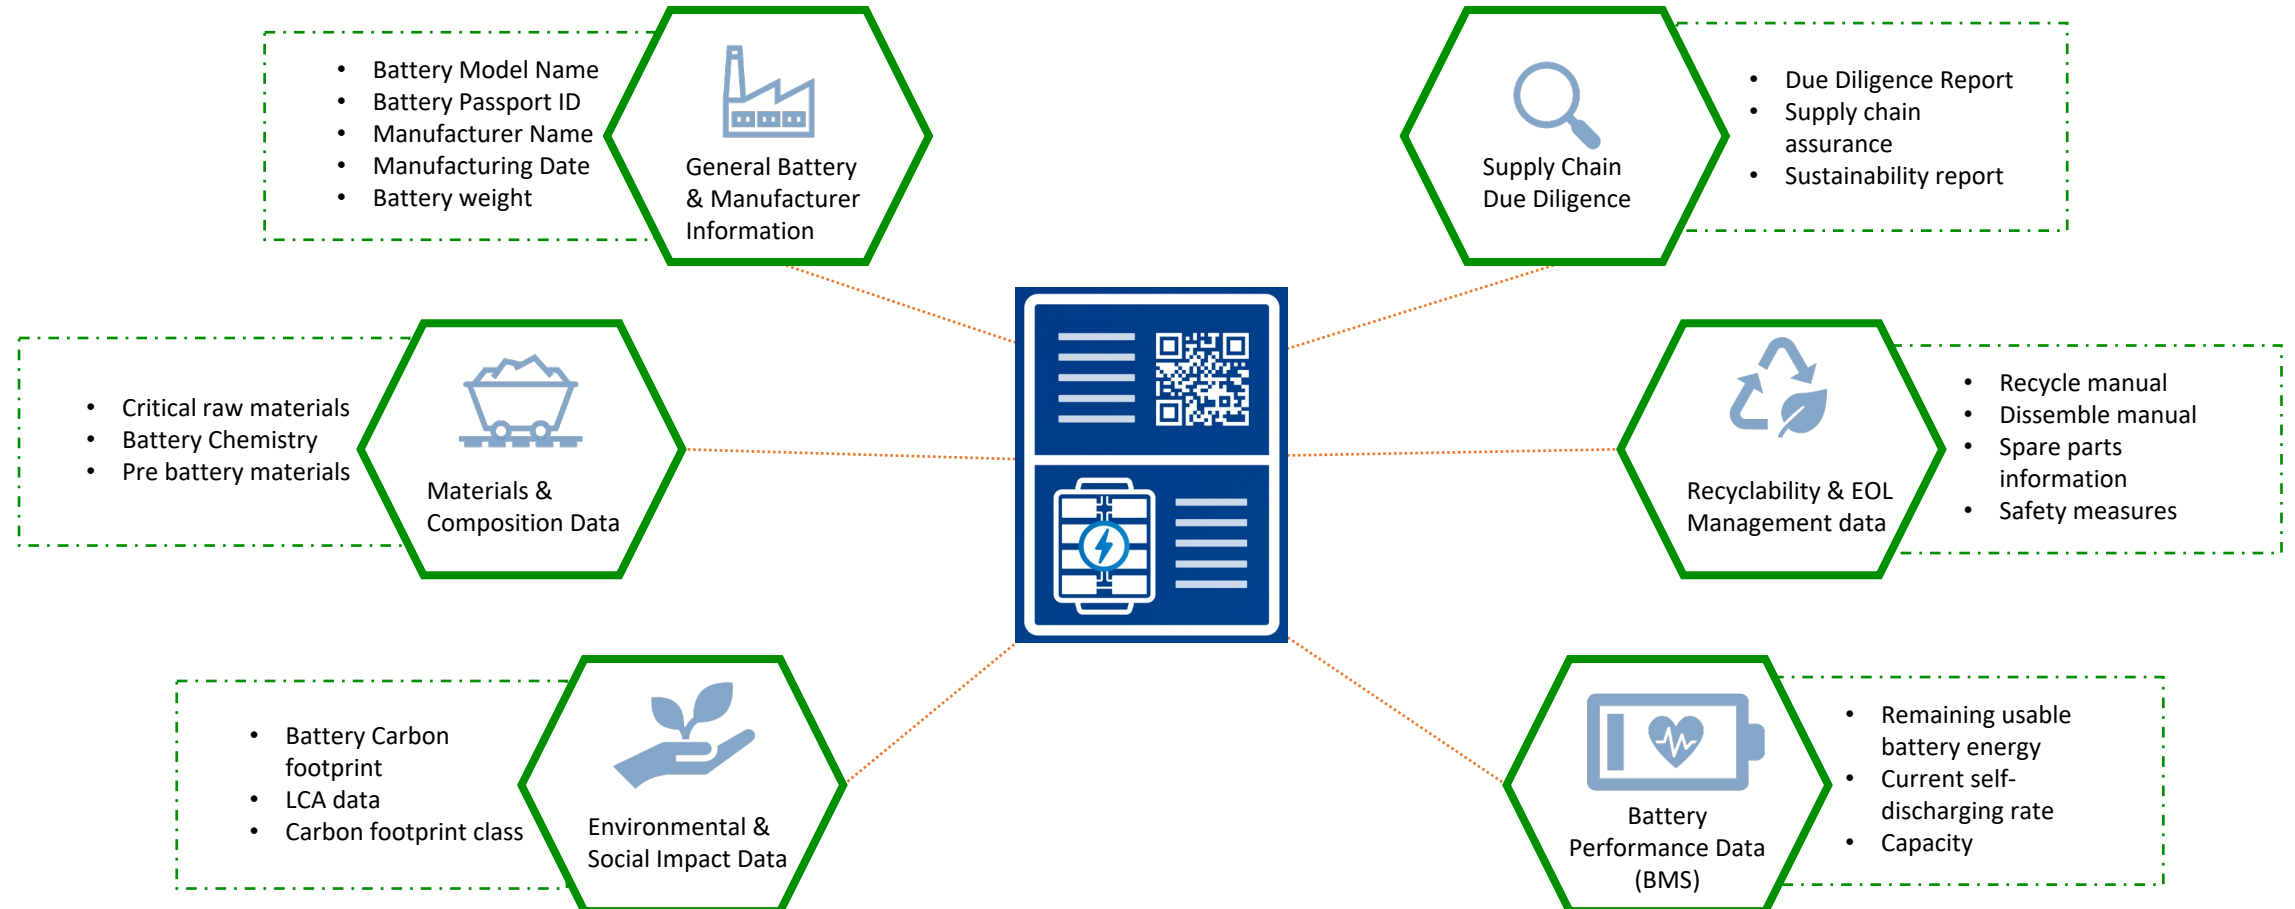 • Battery Model Name
• Battery Passport ID
• Manufacturer Name
• Manufacturing Date
• Battery weight
General Battery
& Manufacturer
Information
Supply Chain
Due Diligence
• Due Diligence Report
• Supply chain
assurance
• Sustainability report
• Critical raw materials
• Battery Chemistry
• Pre battery materials
Materials &
Composition Data
Recyclability & EOL
Management data
• Recycle manual
• Dissemble manual
• Spare parts
information
• Safety measures
• Battery Carbon
footprint
• LCA data
• Carbon footprint class
Environmental &
Social Impact Data
Battery
Performance Data
(BMS)
• Remaining usable
battery energy
• Current self-
discharging rate
• Capacity